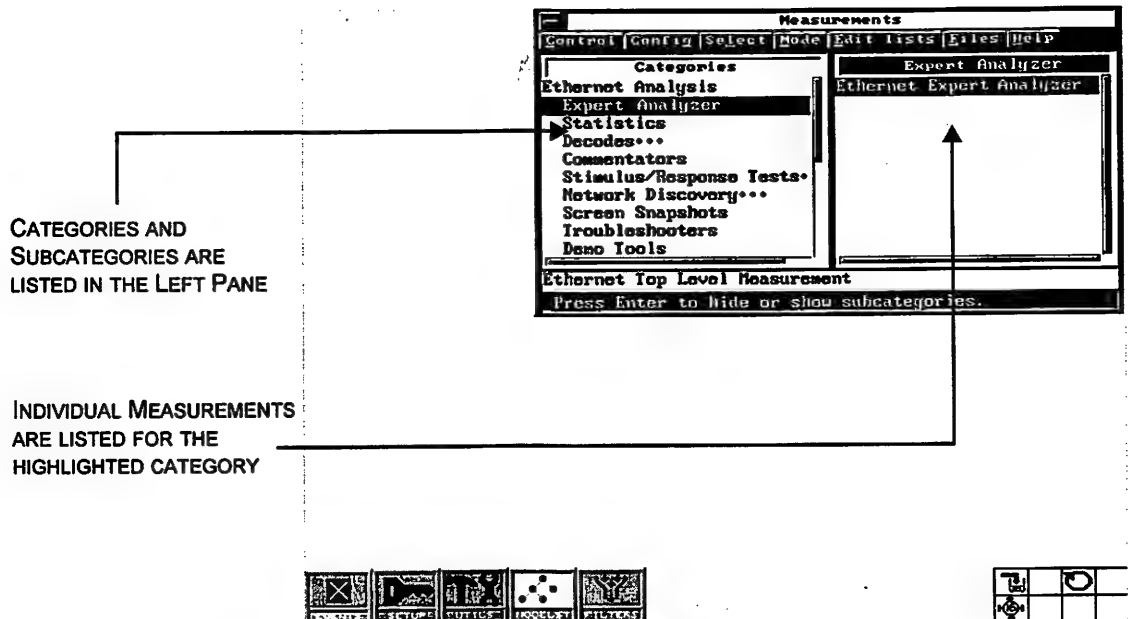 Measurements
Control Config Select Mode Edit lists Files Help
Categories
Ethernet Analysis
Expert Analyzer
Statistics
Decodes•••
Commentators
Stimulus/Response Tests•
Network Discovery•••
Screen Snapshots
Troubleshooters
Demo Tools
Expert Analyzer
Ethernet Expert Analyzer
Ethernet Top Level Measurement
Press Enter to hide or show subcategories.
CATEGORIES AND
SUBCATEGORIES ARE
LISTED IN THE LEFT PANE
INDIVIDUAL MEASUREMENTS
ARE LISTED FOR THE
HIGHLIGHTED CATEGORY
SETUP
NODELST
FILTERS